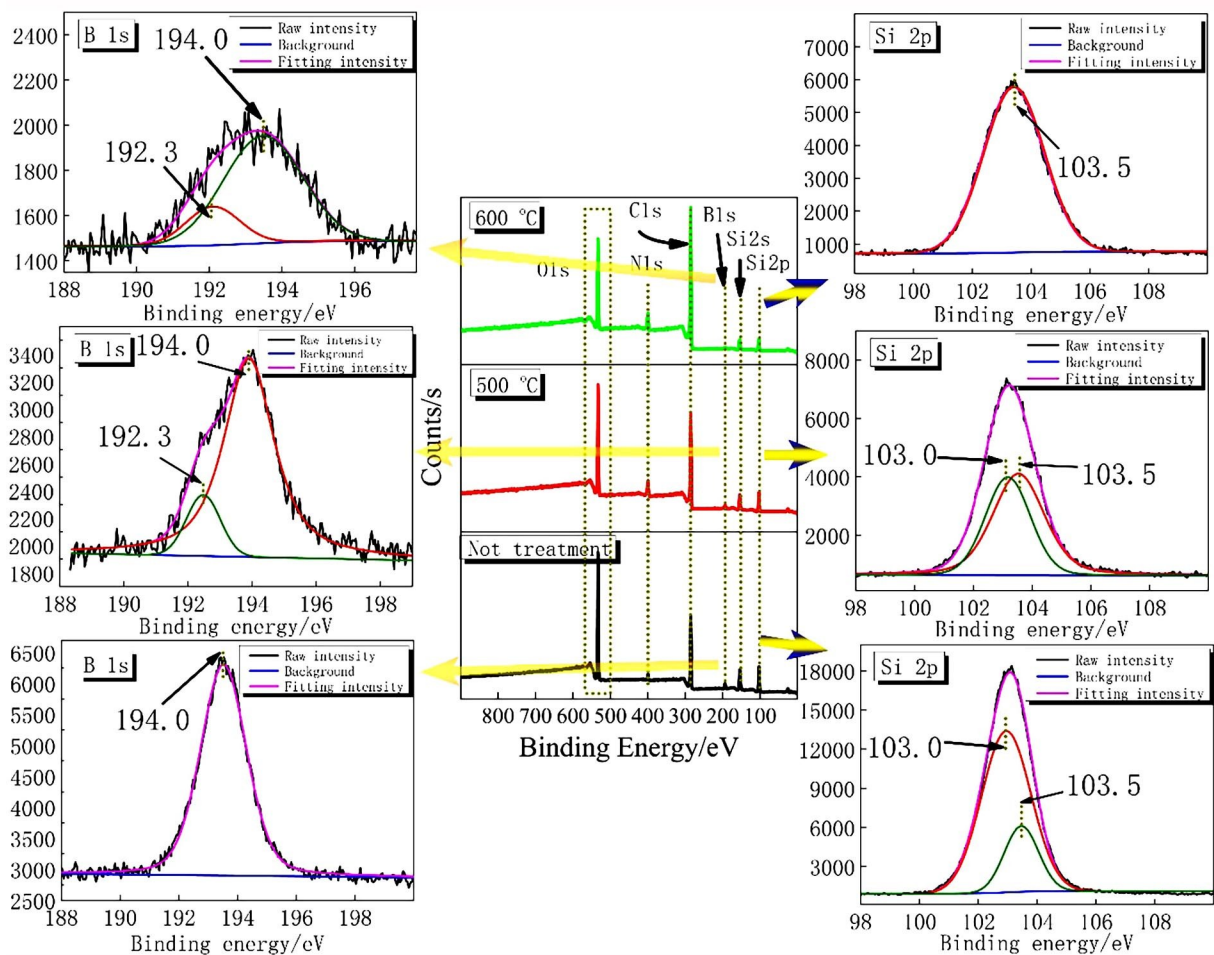 B 1s
Raw intensity
Background
Fitting intensity
194.0
192.3
2400
2200
2000
1800
1600
1400
188 190 192 194 196
Binding energy/eV
B 1s
Raw intensity
Background
Fitting intensity
194.0
192.3
3400
3200
3000
2800
2600
2400
2200
2000
1800
188 190 192 194 196 198
Binding energy/eV
B 1s
Raw intensity
Background
Fitting intensity
194.0
6500
6000
5500
5000
4500
4000
3500
3000
2500
188 190 192 194 196 198
Binding energy/eV
600 ℃
C1s
B1s
Si2s
Si2p
O1s
N1s
500 ℃
Not treatment
Counts/s
800 700 600 500 400 300 200 100
Binding Energy/eV
Si 2p
Raw intensity
Background
Fitting intensity
103.5
7000
6000
5000
4000
3000
2000
1000
98 100 102 104 106 108
Binding energy/eV
Si 2p
Raw intensity
Background
Fitting intensity
103.0
103.5
8000
6000
4000
2000
98 100 102 104 106 108
Binding energy/eV
Si 2p
Raw intensity
Background
Fitting intensity
103.0
103.5
18000
15000
12000
9000
6000
3000
98 100 102 104 106 108
Binding energy/eV